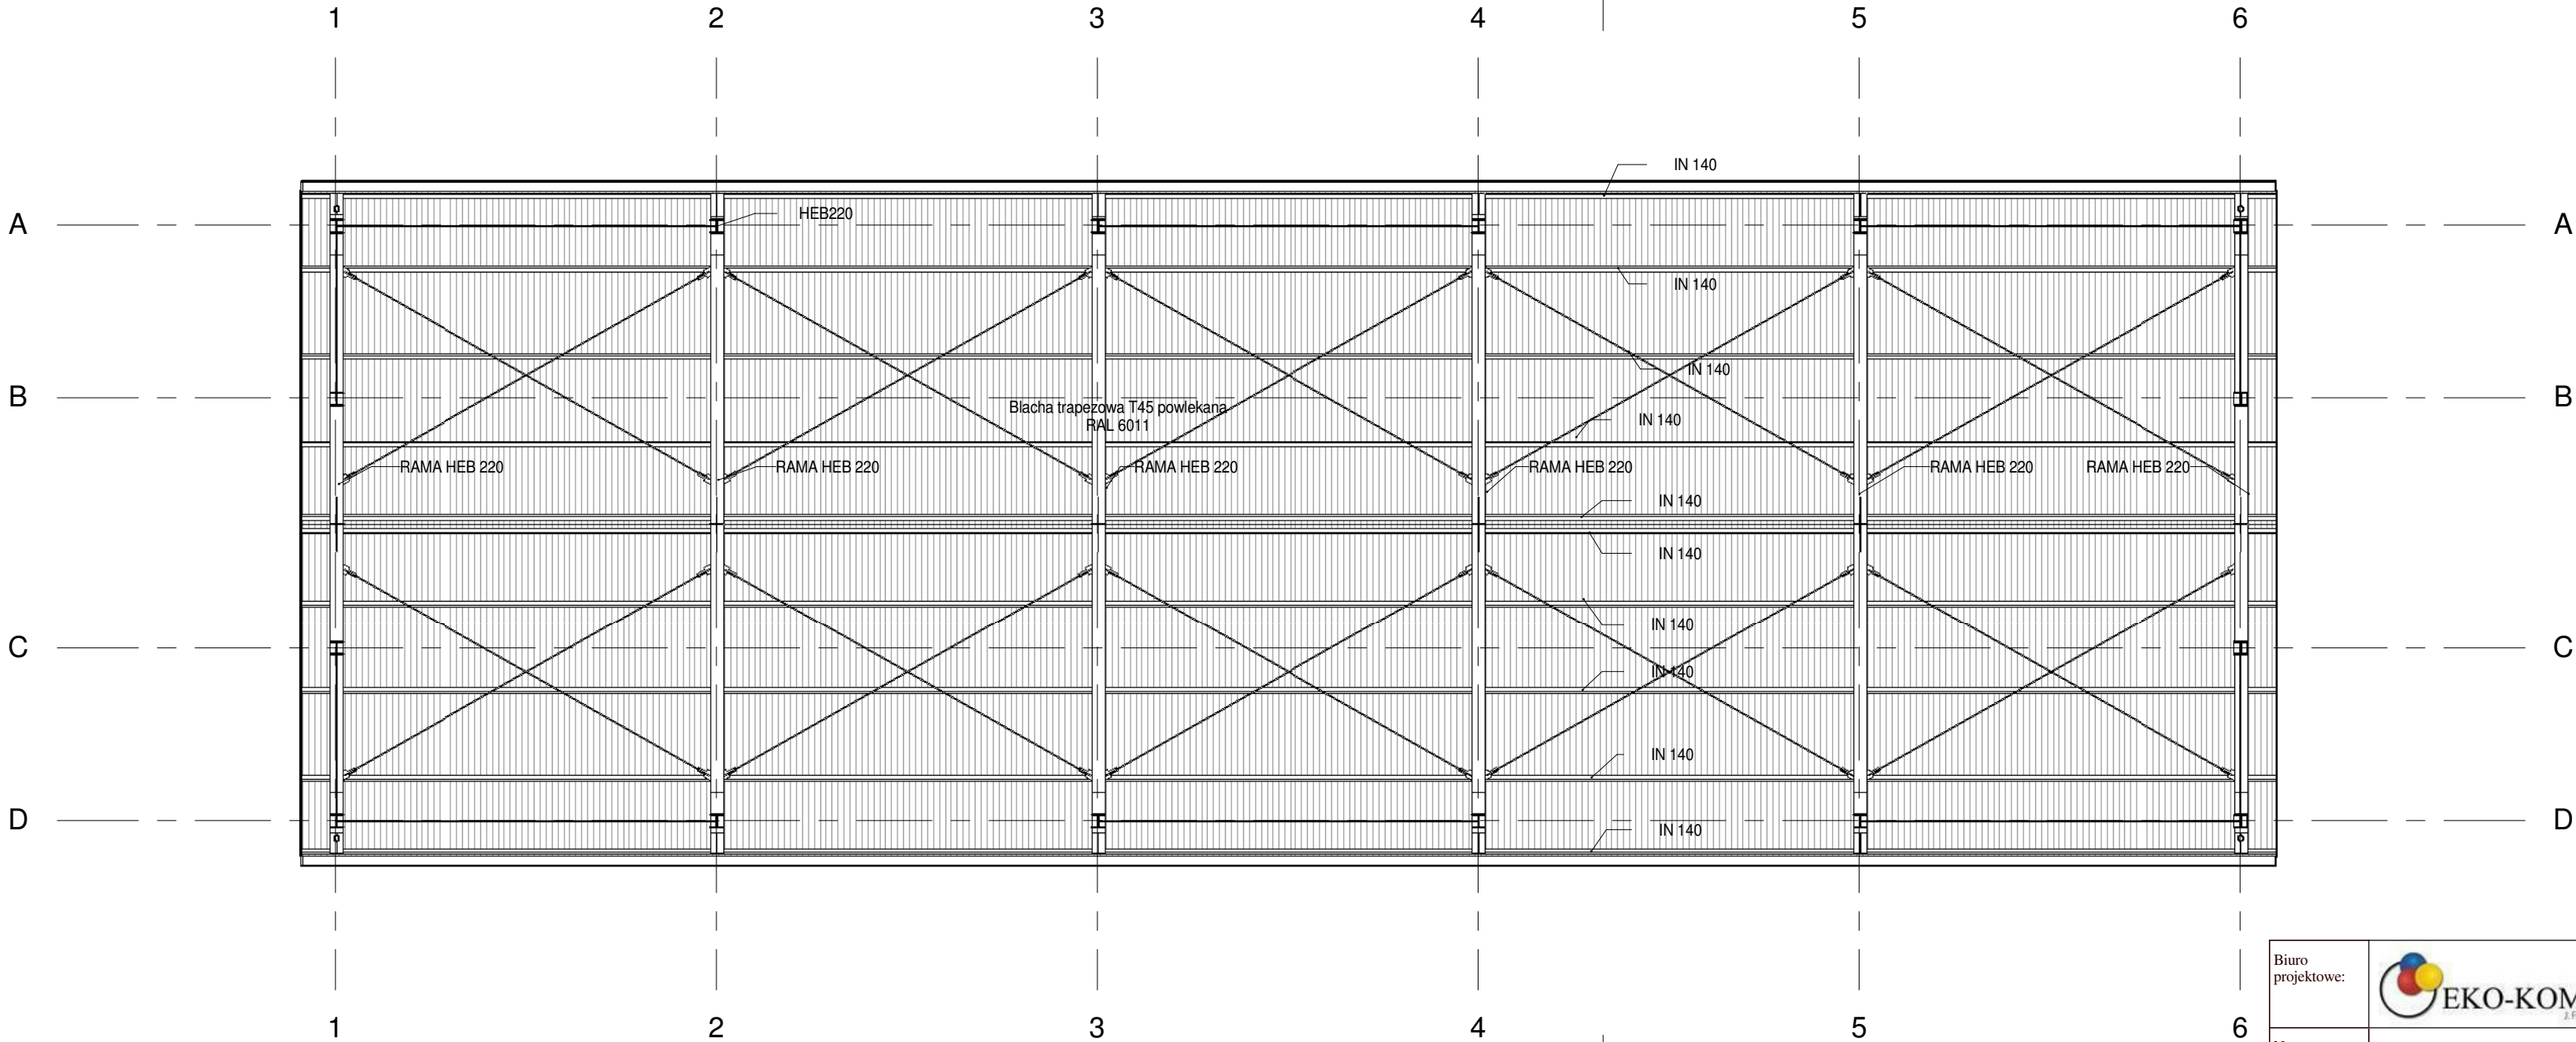 1 2 3 4 5 6
IN 140
A HEB220 A
IN 140
IN 140
B B
Blacha trapezowa T45 powlekana
RAL 6011
IN 140
RAMA HEB 220 RAMA HEB 220 RAMA HEB 220 RAMA HEB 220 RAMA HEB 220 RAMA HEB 220
IN 140
IN 140
IN 140
C C
IN 140
IN 140
D D
IN 140
Biuro
projektowe:
EKO-KOM
1 2 3 4 5 6